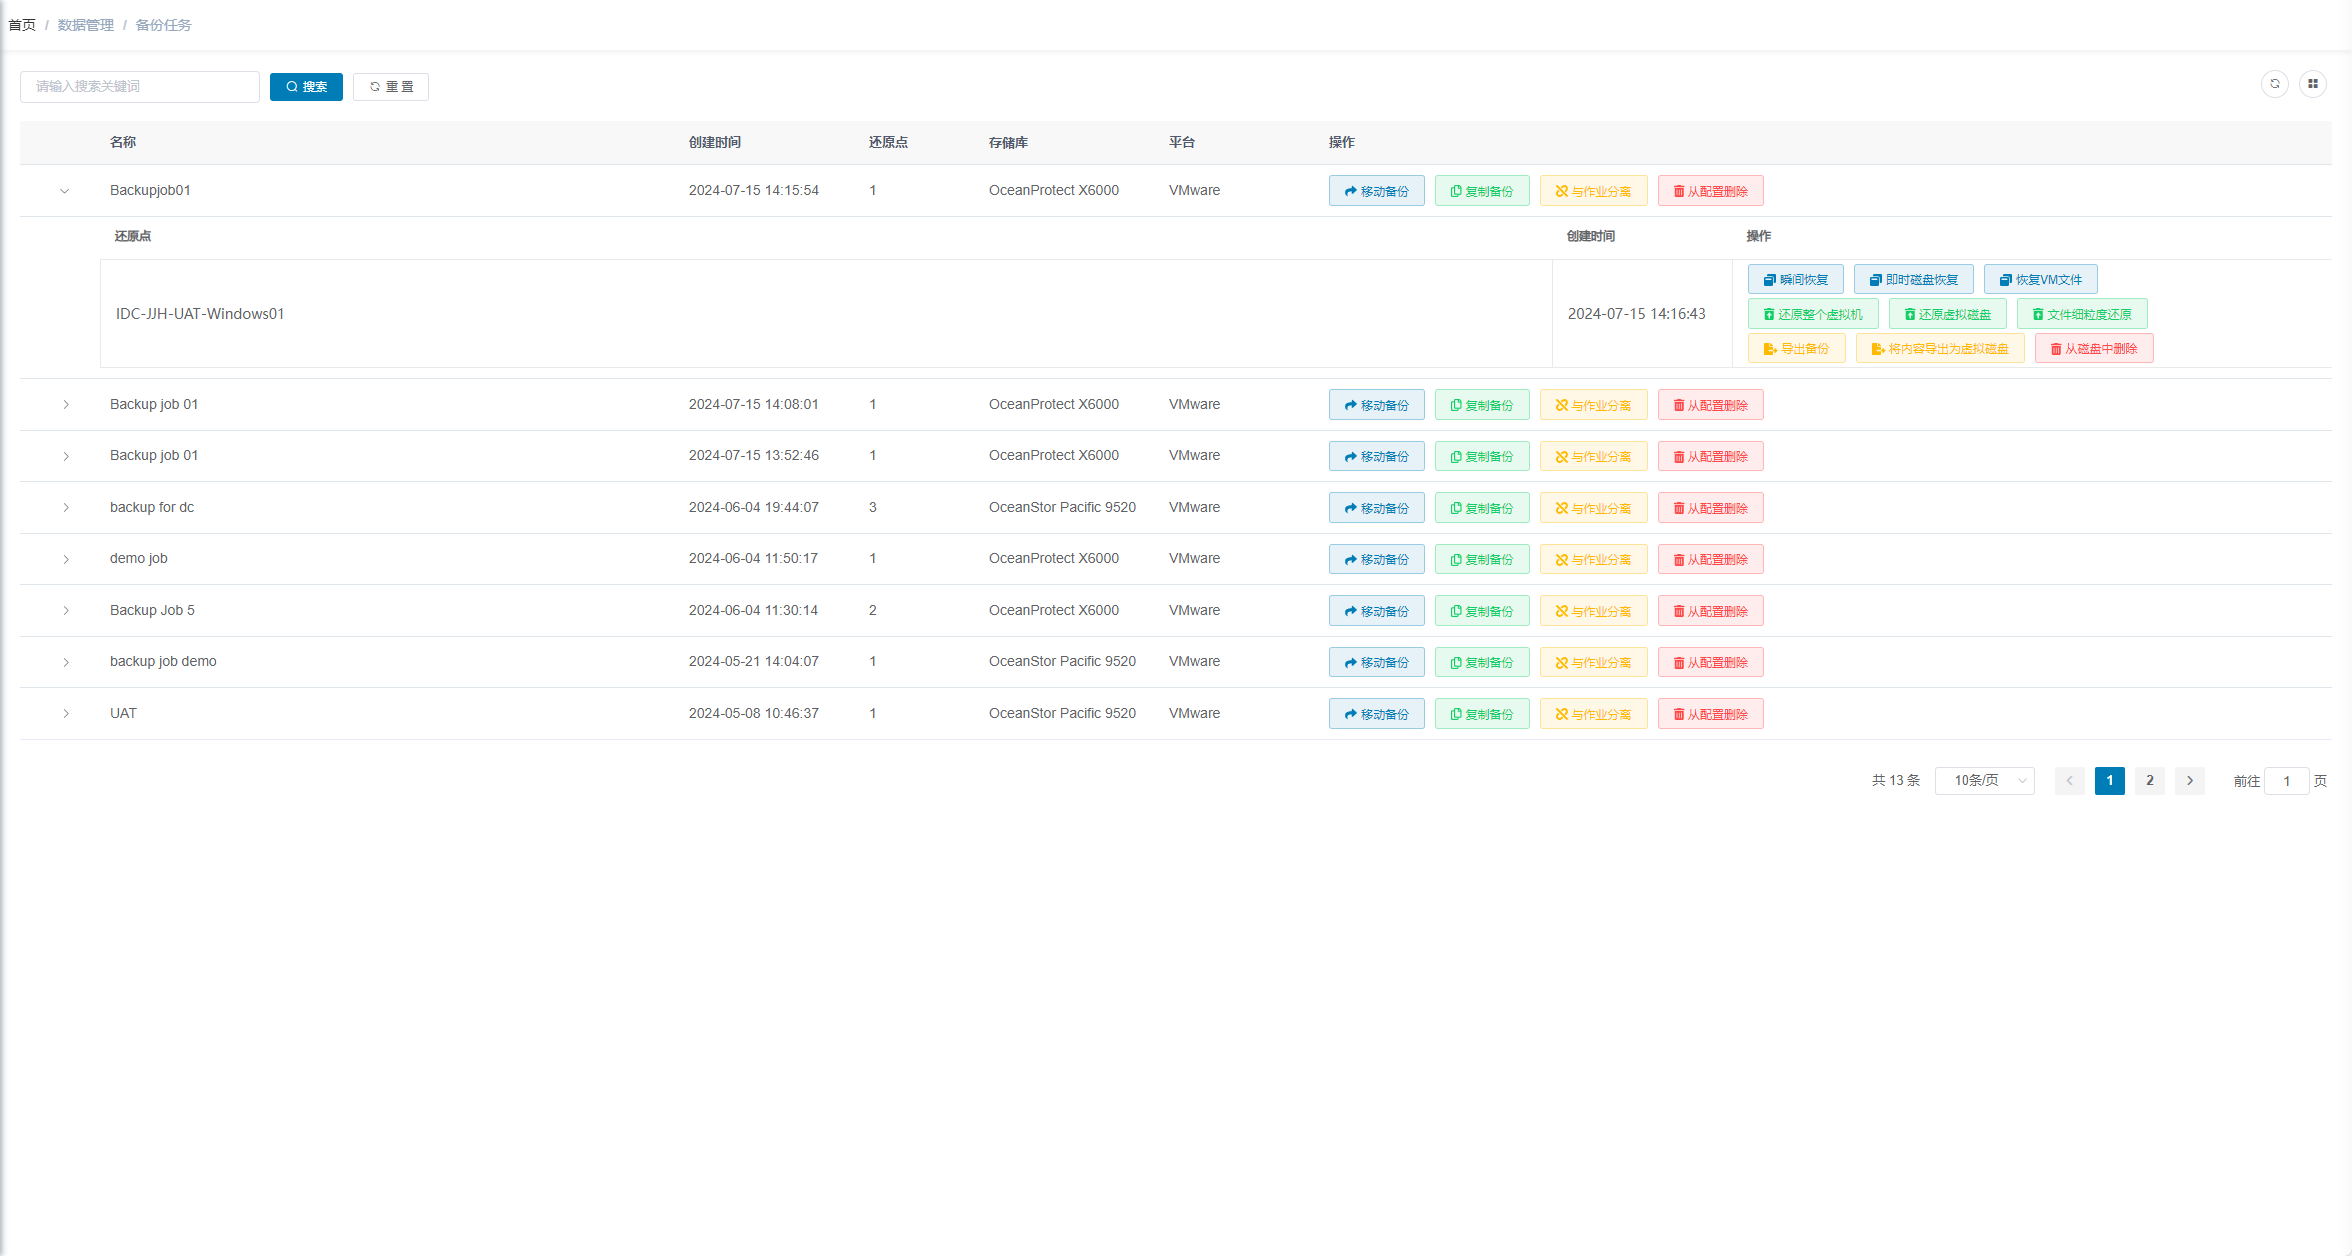 首页 / 数据管理 / 备份任务
请输入搜索关键词 搜索 重置
名称 创建时间 还原点 存储库 平台 操作
Backupjob01 2024-07-15 14:15:54 1 OceanProtect X6000 VMware 移动备份 复制备份 与作业分离 从配置删除
还原点 创建时间 操作
IDC-JJH-UAT-Windows01 2024-07-15 14:16:43
瞬间恢复 即时磁盘恢复 恢复VM文件
还原整个虚拟机 还原虚拟磁盘 文件细粒度还原
导出备份 将内容导出为虚拟磁盘 从磁盘中删除
Backup job 01 2024-07-15 14:08:01 1 OceanProtect X6000 VMware 移动备份 复制备份 与作业分离 从配置删除
Backup job 01 2024-07-15 13:52:46 1 OceanProtect X6000 VMware 移动备份 复制备份 与作业分离 从配置删除
backup for dc 2024-06-04 19:44:07 3 OceanStor Pacific 9520 VMware 移动备份 复制备份 与作业分离 从配置删除
demo job 2024-06-04 11:50:17 1 OceanProtect X6000 VMware 移动备份 复制备份 与作业分离 从配置删除
Backup Job 5 2024-06-04 11:30:14 2 OceanProtect X6000 VMware 移动备份 复制备份 与作业分离 从配置删除
backup job demo 2024-05-21 14:04:07 1 OceanStor Pacific 9520 VMware 移动备份 复制备份 与作业分离 从配置删除
UAT 2024-05-08 10:46:37 1 OceanStor Pacific 9520 VMware 移动备份 复制备份 与作业分离 从配置删除
共 13 条 10条/页 1 2 前往 1 页